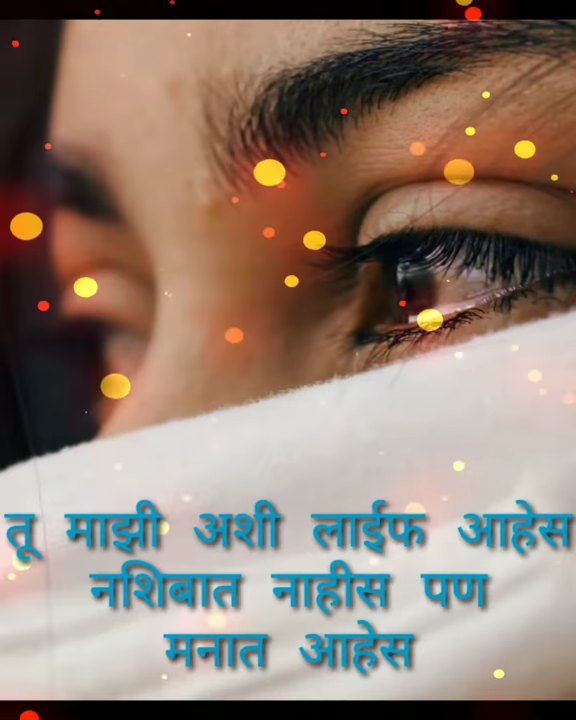 तू माझी अशी लाईफ आहेस
नशिबात नाहीस पण
मनात आहेस